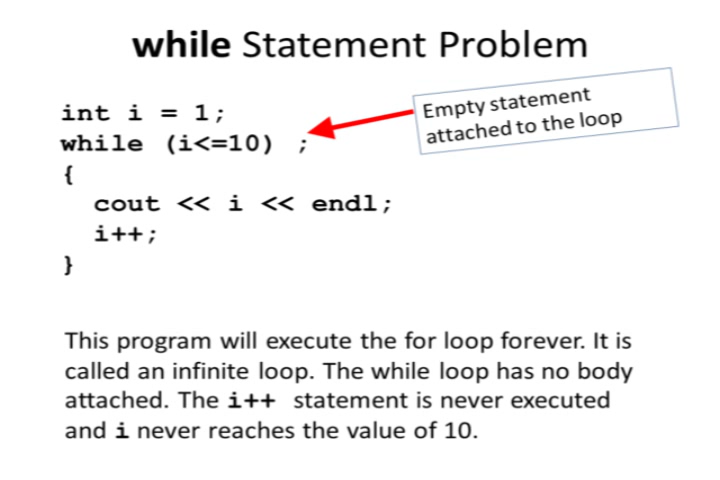 while Statement Problem
int i = 1;
while (i<=10) ;
Empty statement
attached to the loop
{
cout << i << endl;
i++;
}
This program will execute the for loop forever. It is
called an infinite loop. The while loop has no body
attached. The i++ statement is never executed
and i never reaches the value of 10.